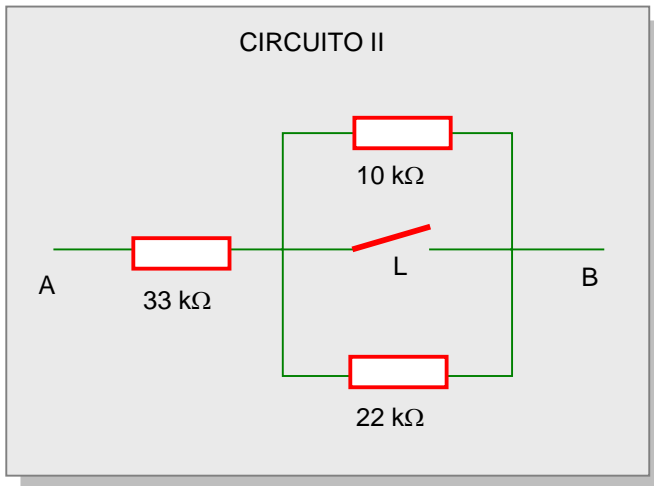 CIRCUITO II
10 kΩ
L
A
B
33 kΩ
22 kΩ